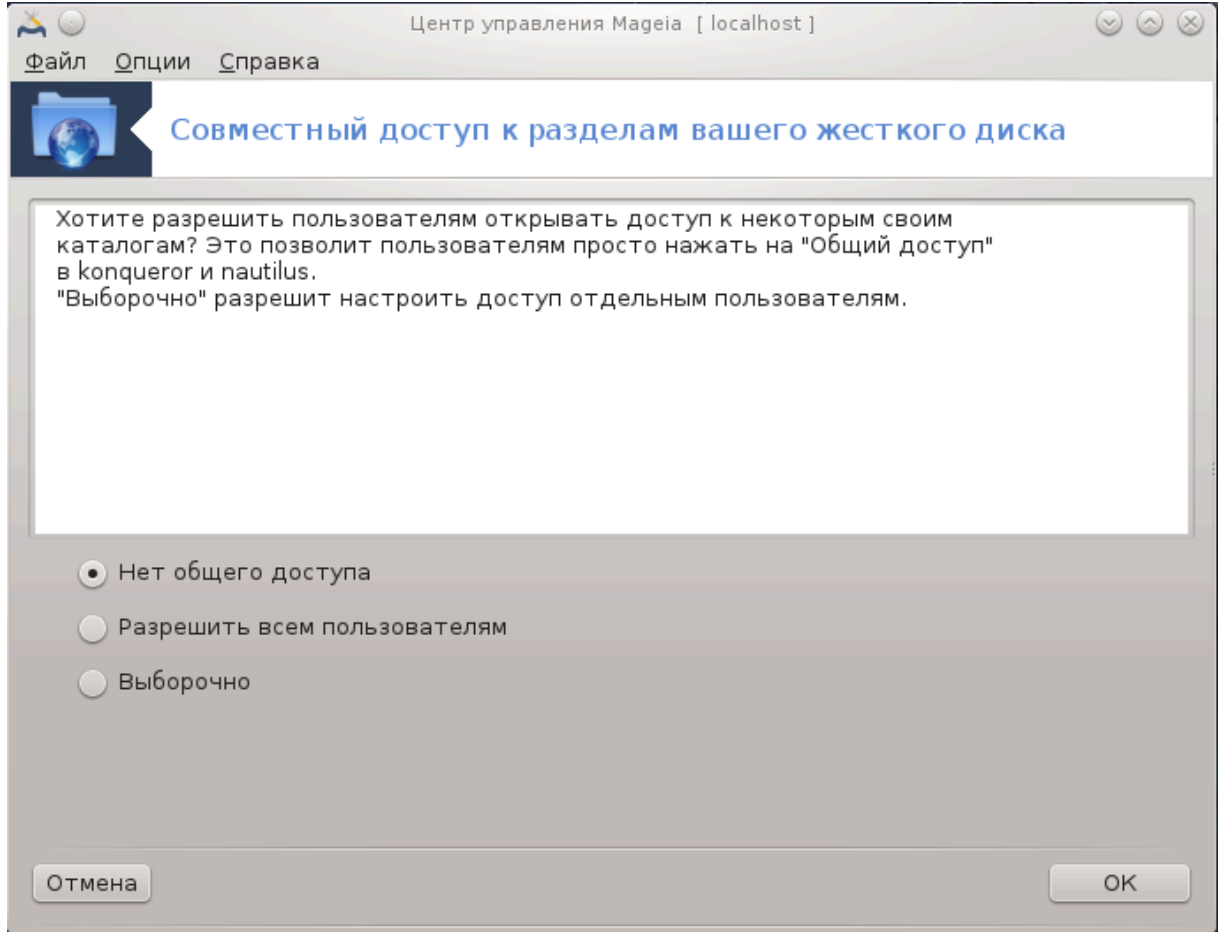 Центр управления Mageia [ localhost ]
Файл Опции Справка
Совместный доступ к разделам вашего жесткого диска
Хотите разрешить пользователям открывать доступ к некоторым своим
каталогам? Это позволит пользователям просто нажать на "Общий доступ"
в konqueror и nautilus.
"Выборочно" разрешит настроить доступ отдельным пользователям.
Нет общего доступа
Разрешить всем пользователям
Выборочно
Отмена OK